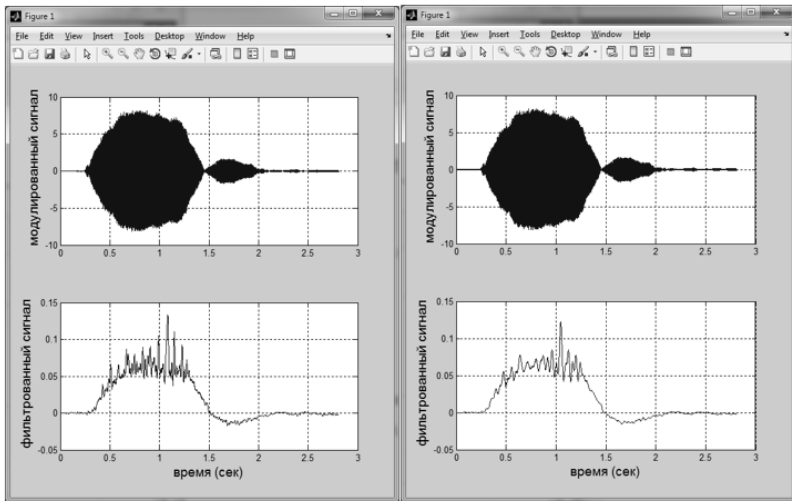 Figure 1
File Edit View Insert Tools Desktop Window Help
модулированный сигнал
10
5
0
-5
-10
0 0.5 1 1.5 2 2.5 3
фильтрованный сигнал
0.15
0.1
0.05
0
-0.05
0 0.5 1 1.5 2 2.5 3
время (сек)
Figure 1
File Edit View Insert Tools Desktop Window Help
модулированный сигнал
10
5
0
-5
-10
0 0.5 1 1.5 2 2.5 3
фильтрованный сигнал
0.15
0.1
0.05
0
-0.05
0 0.5 1 1.5 2 2.5 3
время (сек)